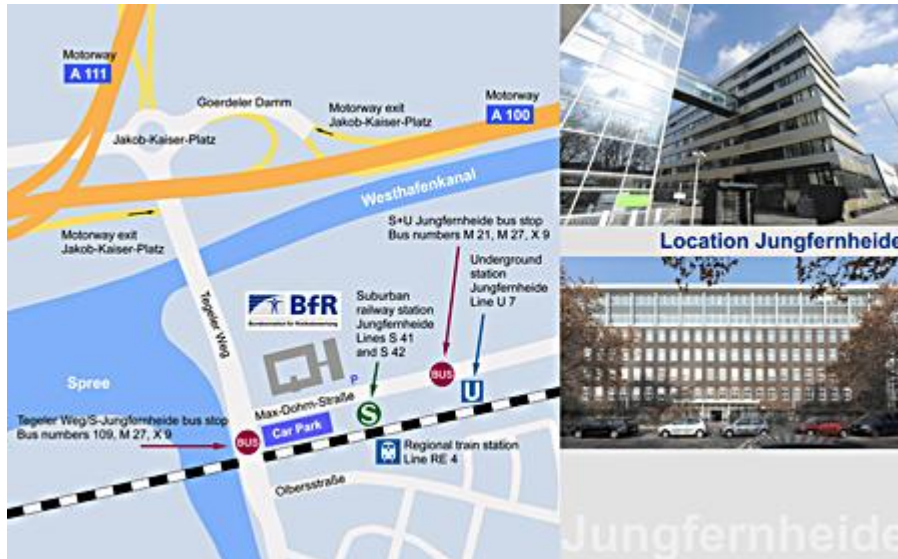 Motorway
A 111
Goerdeler Damm
Motorway exit
Jakob-Kaiser-Platz
Motorway
A 100
Jakob-Kaiser-Platz
Westhafenkanal
Motorway exit
Jakob-Kaiser-Platz
S+U Jungfernheide bus stop
Bus numbers M 21, M 27, X 9
Location Jungfernheide
Underground
station
Jungfernheide
Line U 7
Suburban
railway station
Jungfernheide
Lines S 41
and S 42
BfR
Tegeler Weg
Spree
BUS
P
U
Max-Dohrn-Straße
S
Tegeler Weg/S-Jungfernheide bus stop
Bus numbers 109, M 27, X 9
BUS
Car Park
Regional train station
Line RE 4
Olbersstraße
Jungfernheide